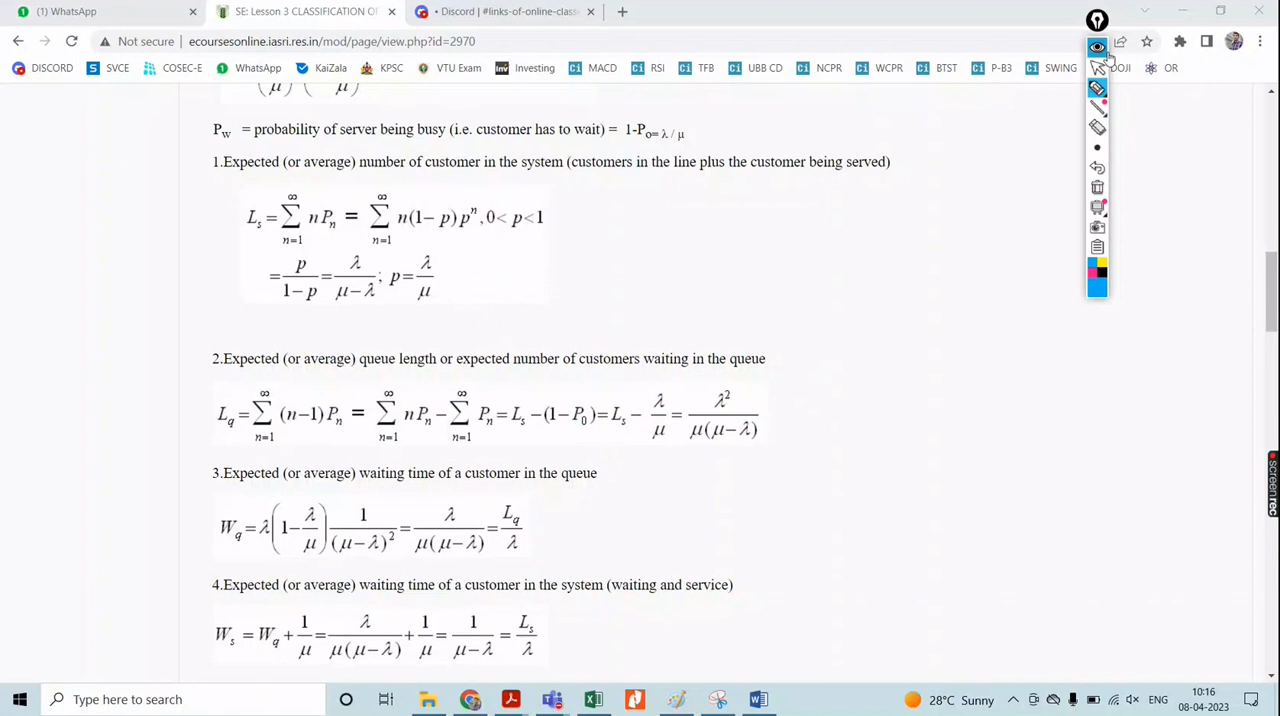 (1) WhatsApp
SE: Lesson 3 CLASSIFICATION OF
• Discord | #links-of-online-class
Not secure | ecoursesonline.iasri.res.in/mod/page/view.php?id=2970
DISCORD SVCE COSEC-E WhatsApp KaiZala KPSC VTU Exam Investing MACD RSI TFB UBB CD NCPR WCPR BTST P-B3 SWING DOJI OR
(μ) ( μ)
P_w = probability of server being busy (i.e. customer has to wait) = 1-P_o= λ / μ
1.Expected (or average) number of customer in the system (customers in the line plus the customer being served)
L_s = ∑_{n=1}^{∞} n P_n = ∑_{n=1}^{∞} n(1−p) p^n, 0< p<1
= p/(1−p) = λ/(μ−λ); p = λ/μ
2.Expected (or average) queue length or expected number of customers waiting in the queue
L_q = ∑_{n=1}^{∞} (n−1) P_n = ∑_{n=1}^{∞} n P_n − ∑_{n=1}^{∞} P_n = L_s − (1−P_0) = L_s − λ/μ = λ²/(μ(μ−λ))
3.Expected (or average) waiting time of a customer in the queue
W_q = λ(1−λ/μ) 1/(μ−λ)² = λ/(μ(μ−λ)) = L_q/λ
4.Expected (or average) waiting time of a customer in the system (waiting and service)
W_s = W_q + 1/μ = λ/(μ(μ−λ)) + 1/μ = 1/(μ−λ) = L_s/λ
screenrec
Type here to search
28°C Sunny
ENG
10:16
08-04-2023